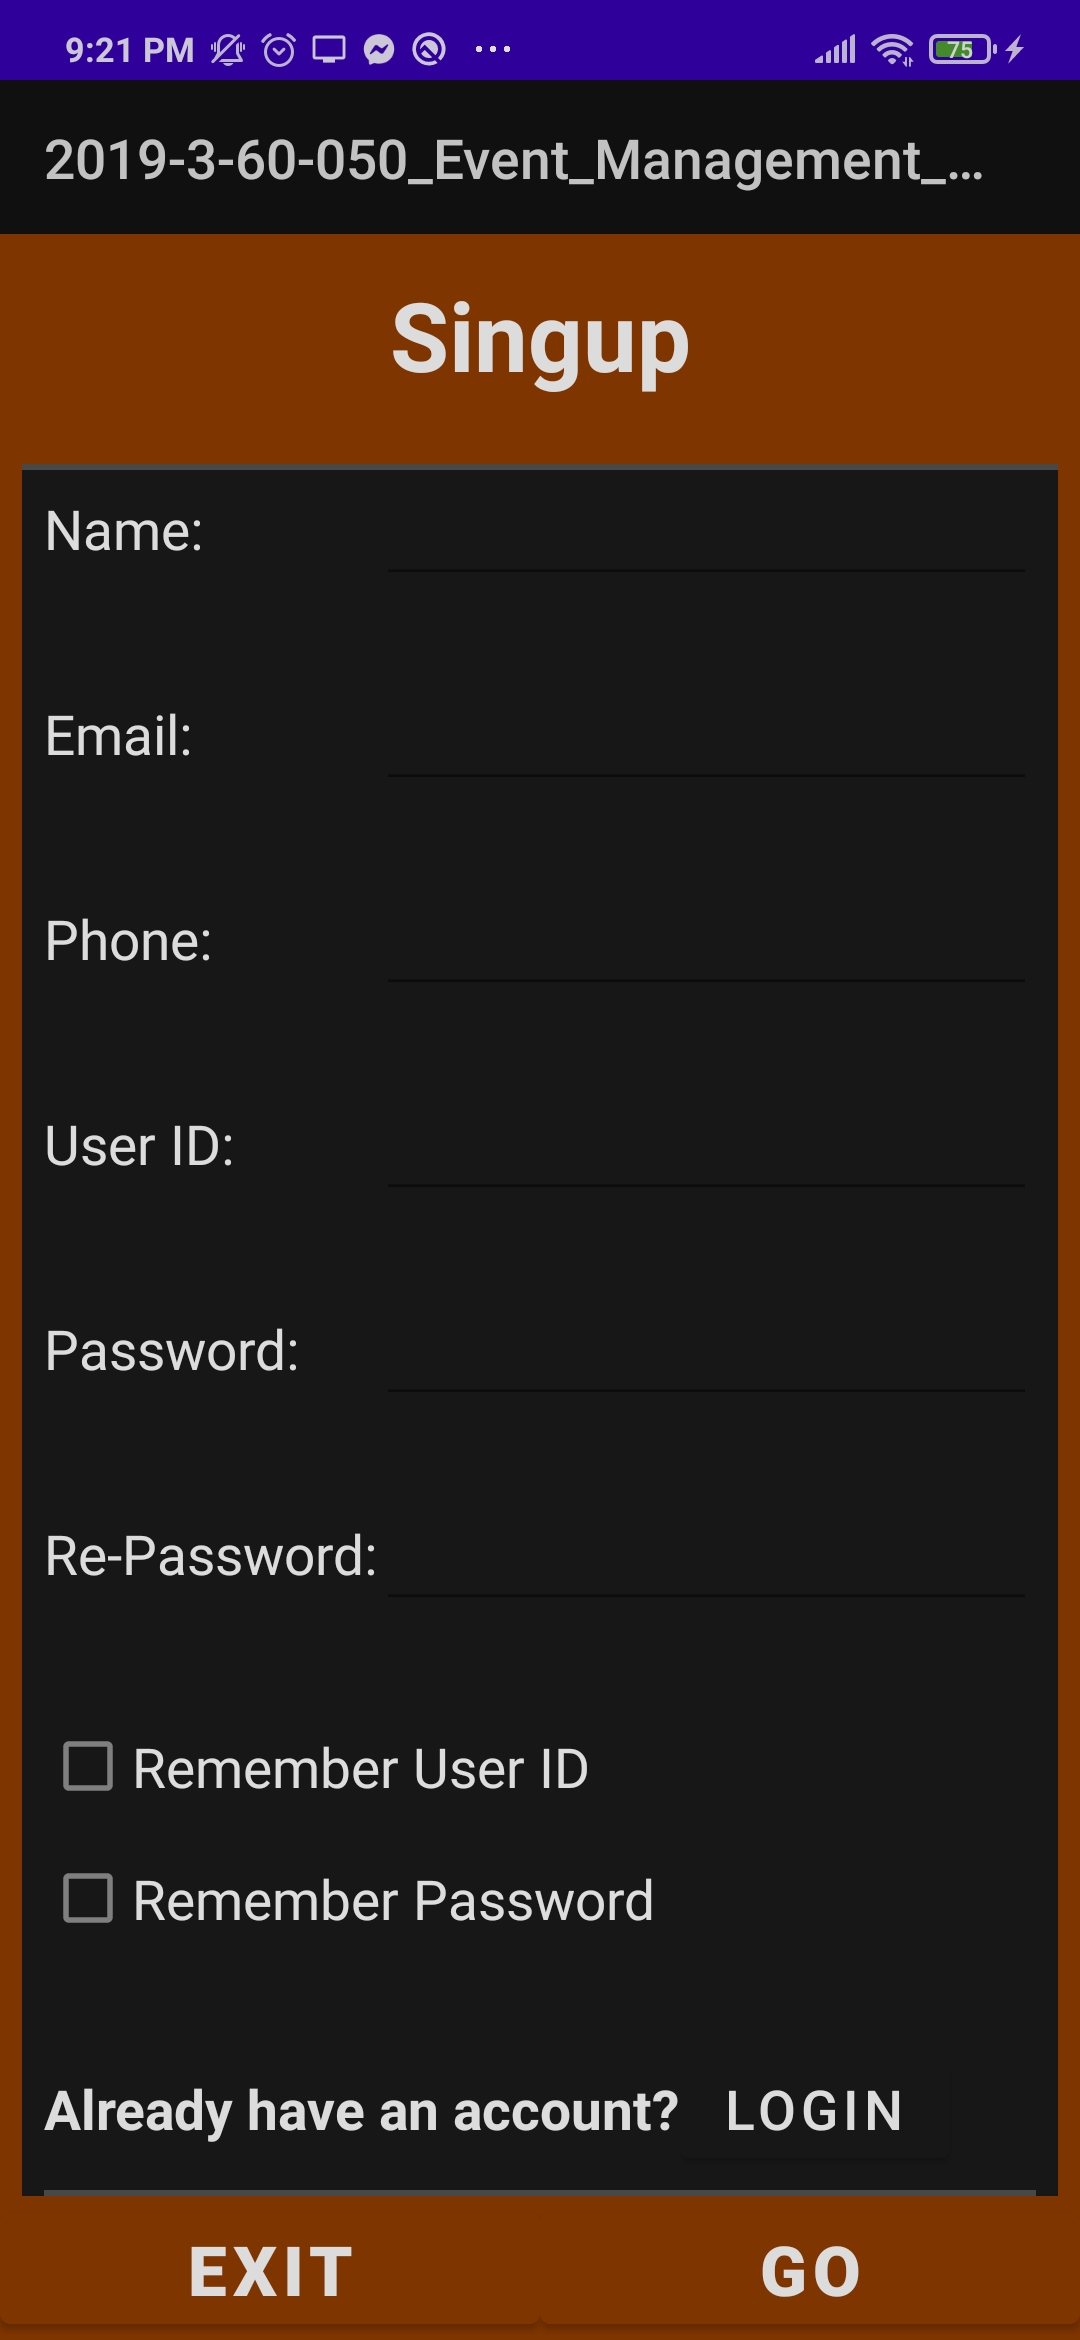 9:21 PM 75
2019-3-60-050_Event_Management_...
Singup
Name:
Email:
Phone:
User ID:
Password:
Re-Password:
Remember User ID
Remember Password
Already have an account? LOGIN
EXIT GO